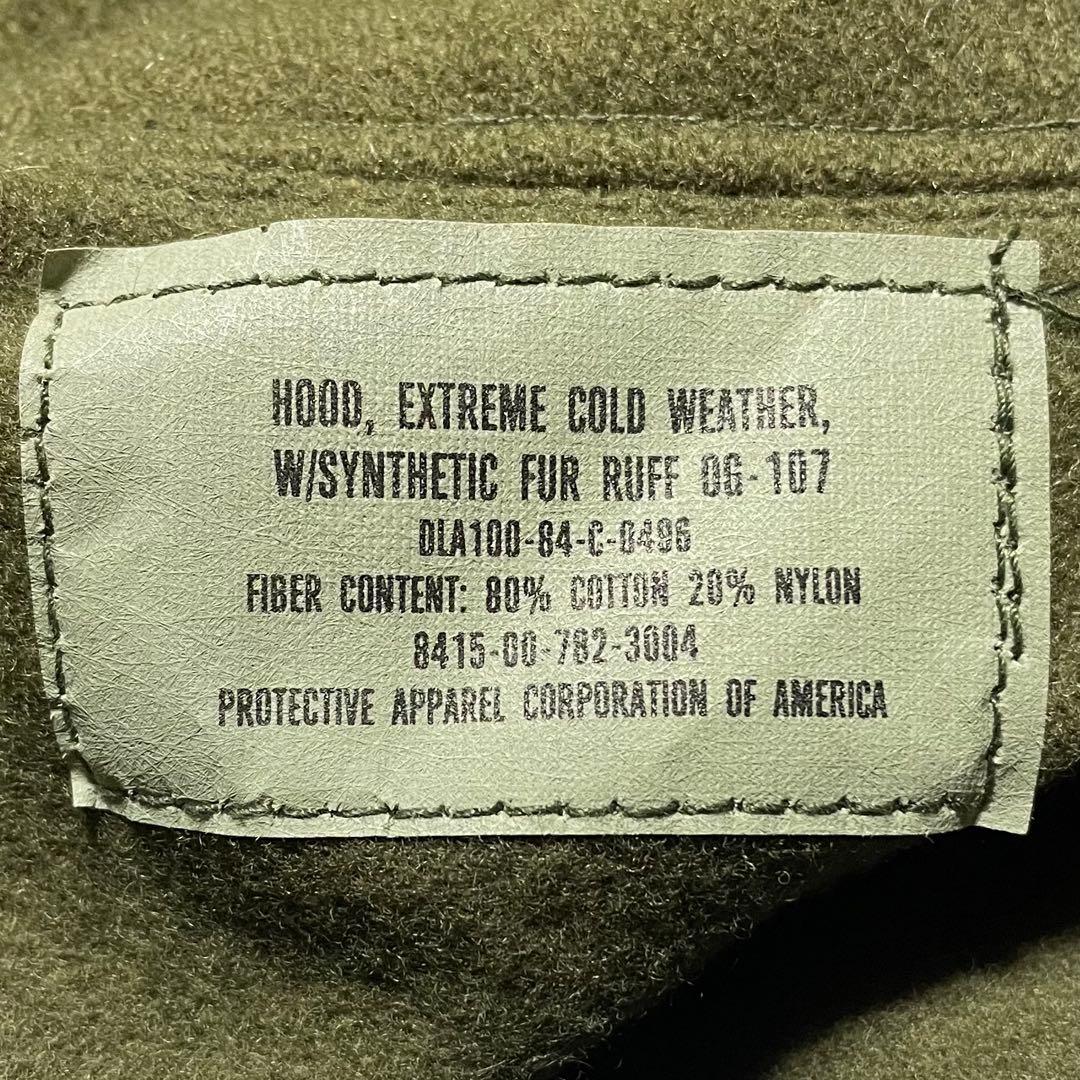 HOOD, EXTREME COLD WEATHER,
W/SYNTHETIC FUR RUFF OG-107
DLA100-84-C-0496
FIBER CONTENT: 80% COTTON 20% NYLON
8415-00-782-3004
PROTECTIVE APPAREL CORPORATION OF AMERICA